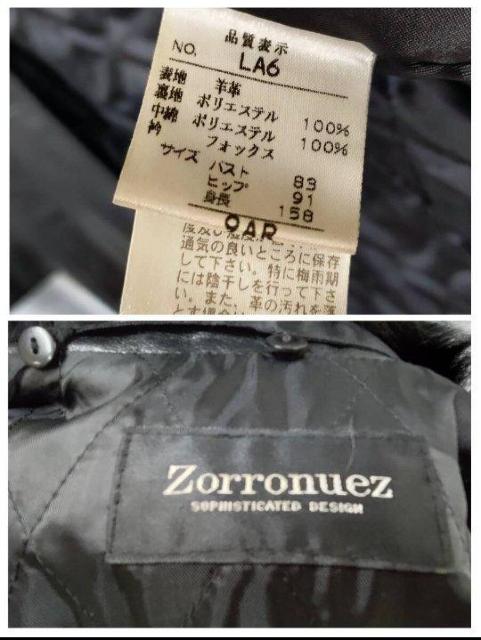 品質表示
NO. LA6
表地 羊革
裏地 ポリエステル 100%
中綿 ポリエステル 100%
衿 フォックス
サイズ バスト 83
ヒップ 91
身長 158
9AR
通気の良いところに保存
して下さい。特に梅雨期
には陰干しを行って下さ
い。また、革の汚れを落
Zorronuez
SOPHISTICATED DESIGN